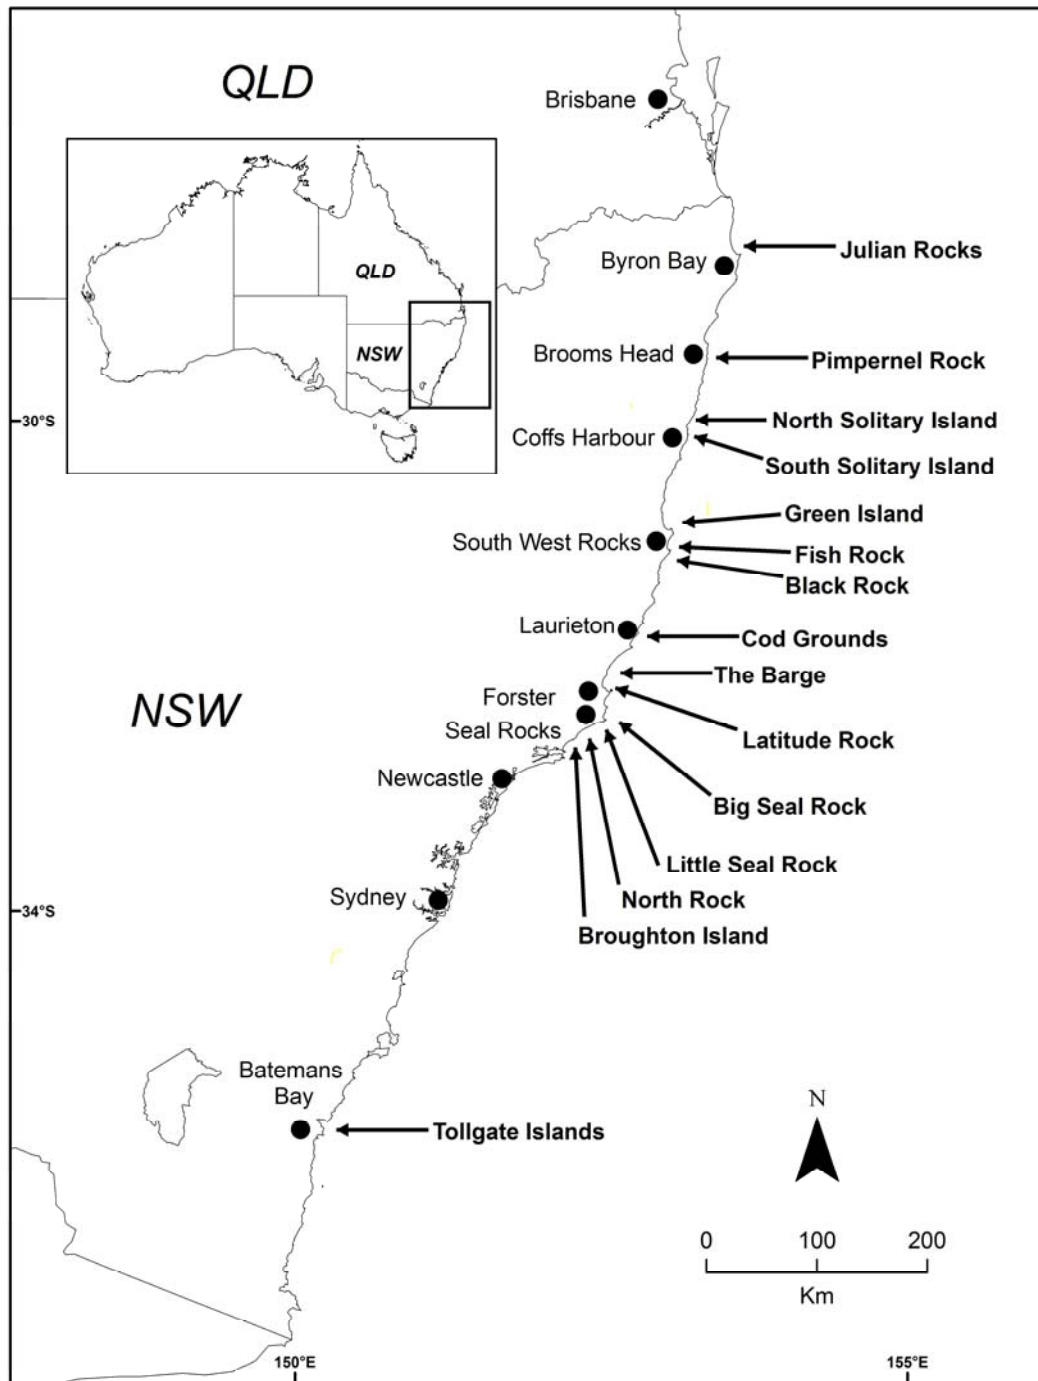 QLD
Brisbane
QLD
NSW
Byron Bay
Julian Rocks
Brooms Head
Pimpernel Rock
30°S
North Solitary Island
Coffs Harbour
South Solitary Island
Green Island
South West Rocks
Fish Rock
Black Rock
Laurieton
Cod Grounds
The Barge
NSW
Forster
Seal Rocks
Latitude Rock
Newcastle
Big Seal Rock
Little Seal Rock
Sydney
North Rock
34°S
Broughton Island
Batemans
Bay
Tollgate Islands
N
0 100 200
Km
150°E
155°E